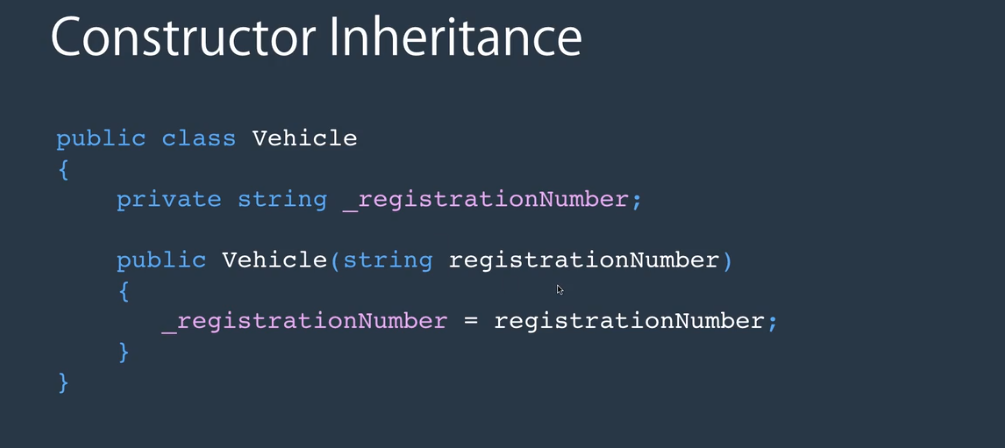 Constructor Inheritance
public class Vehicle
{
    private string _registrationNumber;
    public Vehicle(string registrationNumber)
    {
       _registrationNumber = registrationNumber;
    }
}